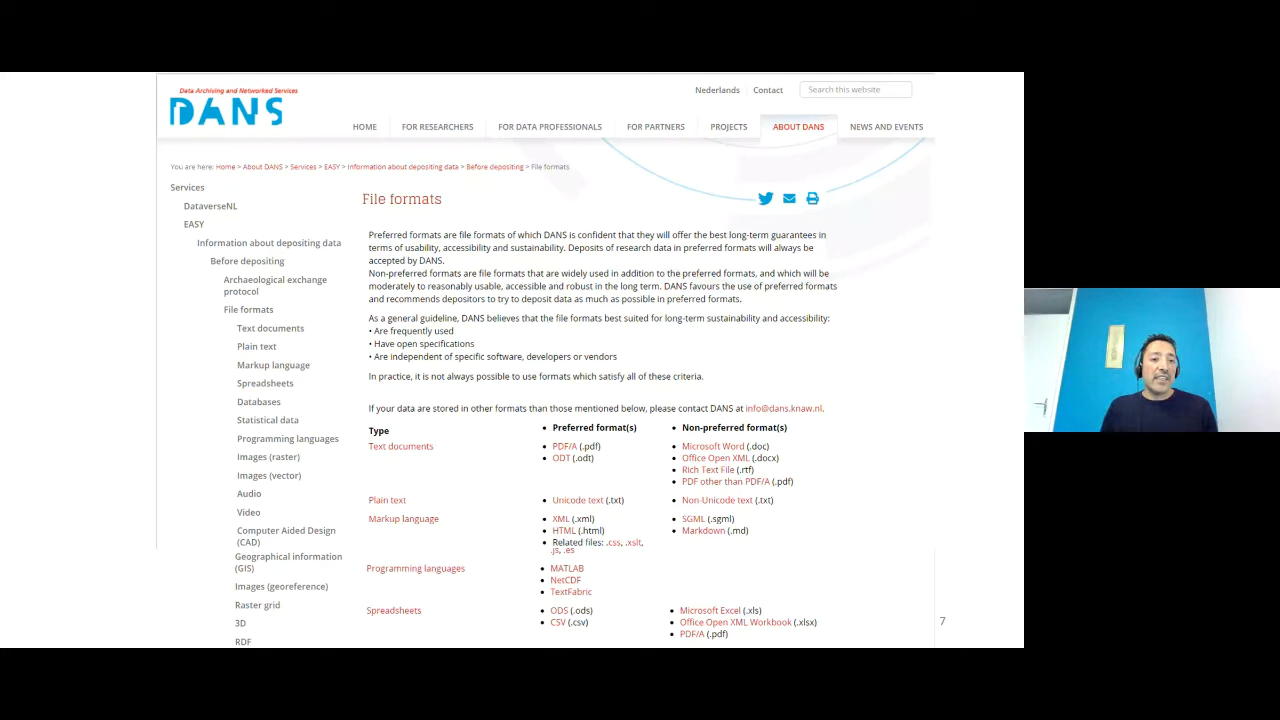 Data Archiving and Networked Services
DANS
Nederlands
Contact
Search this website
HOME
FOR RESEARCHERS
FOR DATA PROFESSIONALS
FOR PARTNERS
PROJECTS
ABOUT DANS
NEWS AND EVENTS
You are here: Home > About DANS > Services > EASY > Information about depositing data > Before depositing > File formats
Services
DataverseNL
EASY
Information about depositing data
Before depositing
Archaeological exchange
protocol
File formats
Text documents
Plain text
Markup language
Spreadsheets
Databases
Statistical data
Programming languages
Images (raster)
Images (vector)
Audio
Video
Computer Aided Design
(CAD)
Geographical information
(GIS)
Images (georeference)
Raster grid
3D
RDF
File formats
Preferred formats are file formats of which DANS is confident that they will offer the best long-term guarantees in
terms of usability, accessibility and sustainability. Deposits of research data in preferred formats will always be
accepted by DANS.
Non-preferred formats are file formats that are widely used in addition to the preferred formats, and which will be
moderately to reasonably usable, accessible and robust in the long term. DANS favours the use of preferred formats
and recommends depositors to try to deposit data as much as possible in preferred formats.
As a general guideline, DANS believes that the file formats best suited for long-term sustainability and accessibility:
• Are frequently used
• Have open specifications
• Are independent of specific software, developers or vendors
In practice, it is not always possible to use formats which satisfy all of these criteria.
If your data are stored in other formats than those mentioned below, please contact DANS at info@dans.knaw.nl.
Type
• Preferred format(s)
• Non-preferred format(s)
Text documents
• PDF/A (.pdf)
• ODT (.odt)
• Microsoft Word (.doc)
• Office Open XML (.docx)
• Rich Text File (.rtf)
• PDF other than PDF/A (.pdf)
Plain text
• Unicode text (.txt)
• Non-Unicode text (.txt)
Markup language
• XML (.xml)
• HTML (.html)
• Related files: .css, .xslt,
.js, .es
• SGML (.sgml)
• Markdown (.md)
Programming languages
• MATLAB
• NetCDF
• TextFabric
Spreadsheets
• ODS (.ods)
• CSV (.csv)
• Microsoft Excel (.xls)
• Office Open XML Workbook (.xlsx)
• PDF/A (.pdf)
7